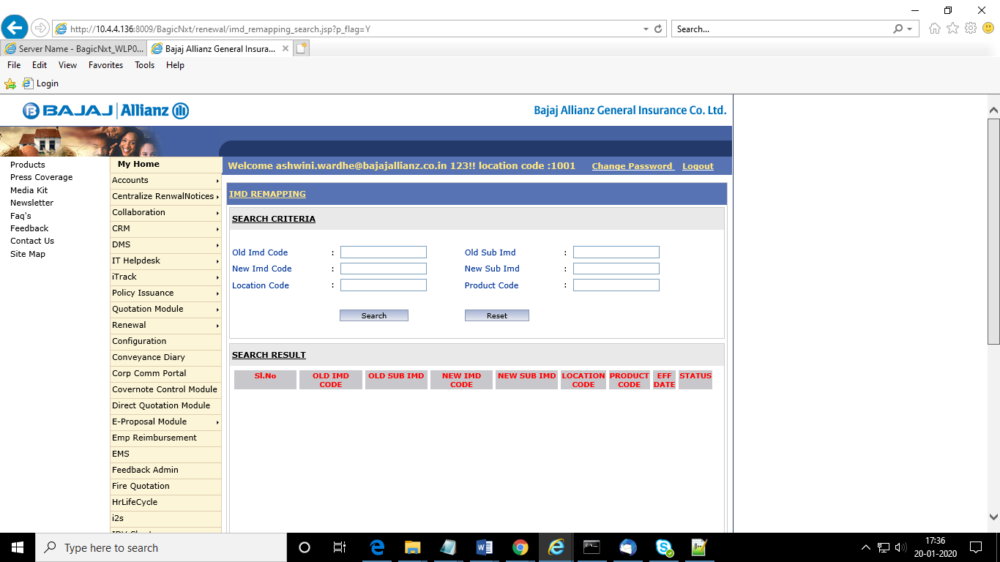 http://10.4.4.136:8009/BagicNxt/renewal/imd_remapping_search.jsp?p_flag=Y
Search...
Server Name - BagicNxt_WLP0...
Bajaj Allianz General Insura...
File Edit View Favorites Tools Help
Login
BAJAJ Allianz
Bajaj Allianz General Insurance Co. Ltd.
Products
Press Coverage
Media Kit
Newsletter
Faq's
Feedback
Contact Us
Site Map
My Home
Accounts
Centralize RenwalNotices
Collaboration
CRM
DMS
IT Helpdesk
iTrack
Policy Issuance
Quotation Module
Renewal
Configuration
Conveyance Diary
Corp Comm Portal
Covernote Control Module
Direct Quotation Module
E-Proposal Module
Emp Reimbursement
EMS
Feedback Admin
Fire Quotation
HrLifeCycle
i2s
Welcome ashwini.wardhe@bajajallianz.co.in 123!! location code :1001 Change Password Logout
IMD REMAPPING
SEARCH CRITERIA
Old Imd Code : Old Sub Imd :
New Imd Code : New Sub Imd :
Location Code : Product Code :
Search Reset
SEARCH RESULT
Sl.No OLD IMD CODE OLD SUB IMD NEW IMD CODE NEW SUB IMD LOCATION CODE PRODUCT CODE EFF DATE STATUS
Type here to search
17:36
20-01-2020